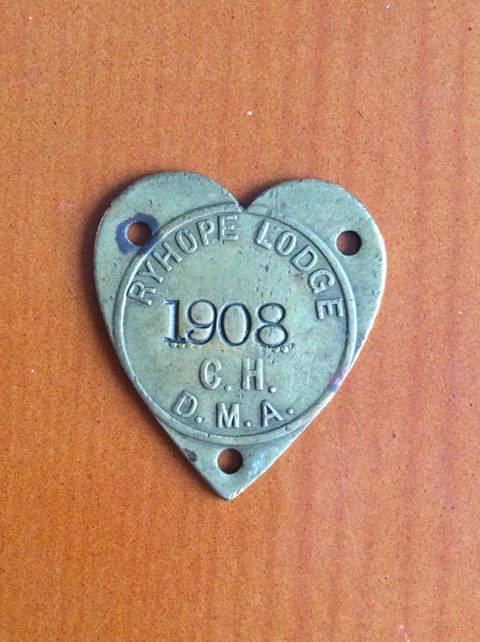 RYHOPE LODGE
1908
C.H.
D.M.A.